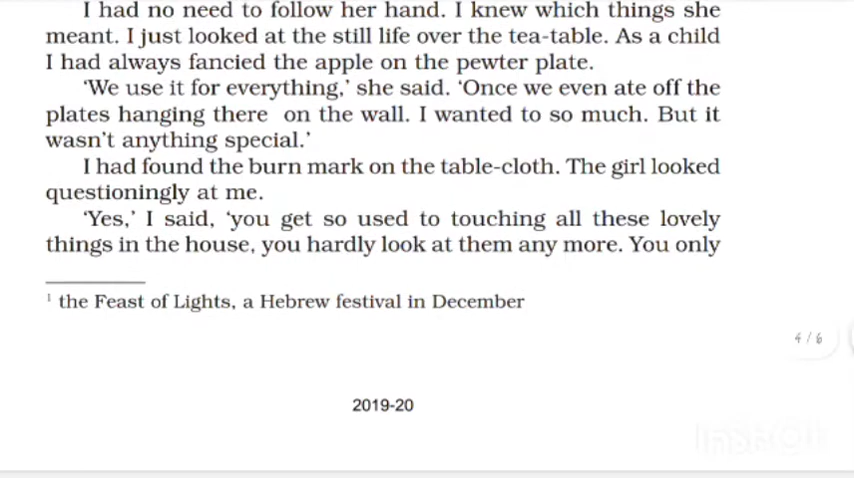 I had no need to follow her hand. I knew which things she
meant. I just looked at the still life over the tea-table. As a child
I had always fancied the apple on the pewter plate.
‘We use it for everything,’ she said. ‘Once we even ate off the
plates hanging there on the wall. I wanted to so much. But it
wasn’t anything special.’
I had found the burn mark on the table-cloth. The girl looked
questioningly at me.
‘Yes,’ I said, ‘you get so used to touching all these lovely
things in the house, you hardly look at them any more. You only
¹ the Feast of Lights, a Hebrew festival in December
4/6
2019-20